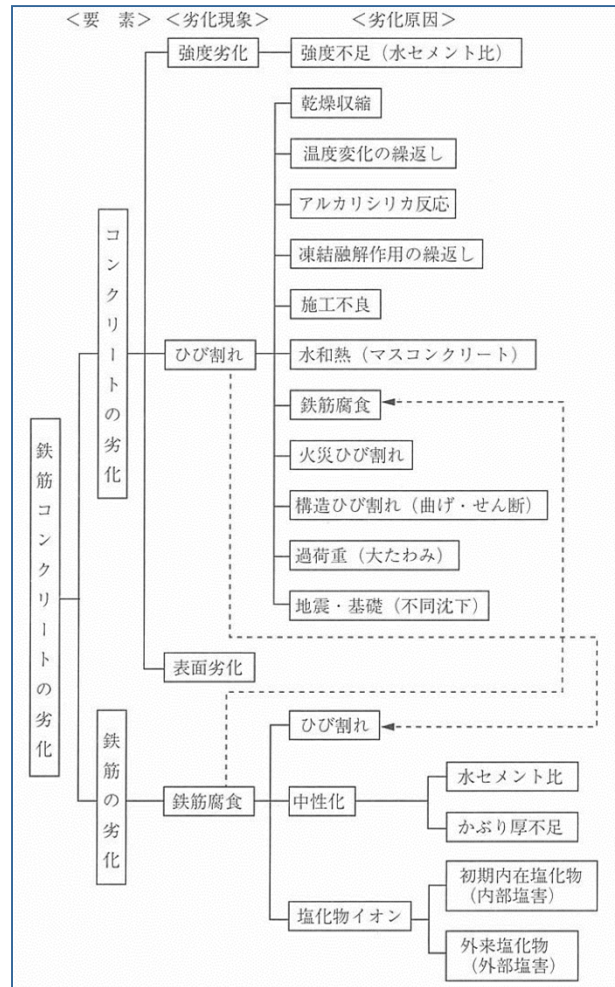 ＜要　素＞　＜劣化現象＞　＜劣化原因＞
強度劣化
強度不足（水セメント比）
乾燥収縮
温度変化の繰返し
アルカリシリカ反応
凍結融解作用の繰返し
施工不良
コンクリートの劣化
ひび割れ
水和熱（マスコンクリート）
鉄筋腐食
火災ひび割れ
構造ひび割れ（曲げ・せん断）
過荷重（大たわみ）
地震・基礎（不同沈下）
鉄筋コンクリートの劣化
表面劣化
鉄筋の劣化
鉄筋腐食
ひび割れ
中性化
水セメント比
かぶり厚不足
塩化物イオン
初期内在塩化物
（内部塩害）
外来塩化物
（外部塩害）